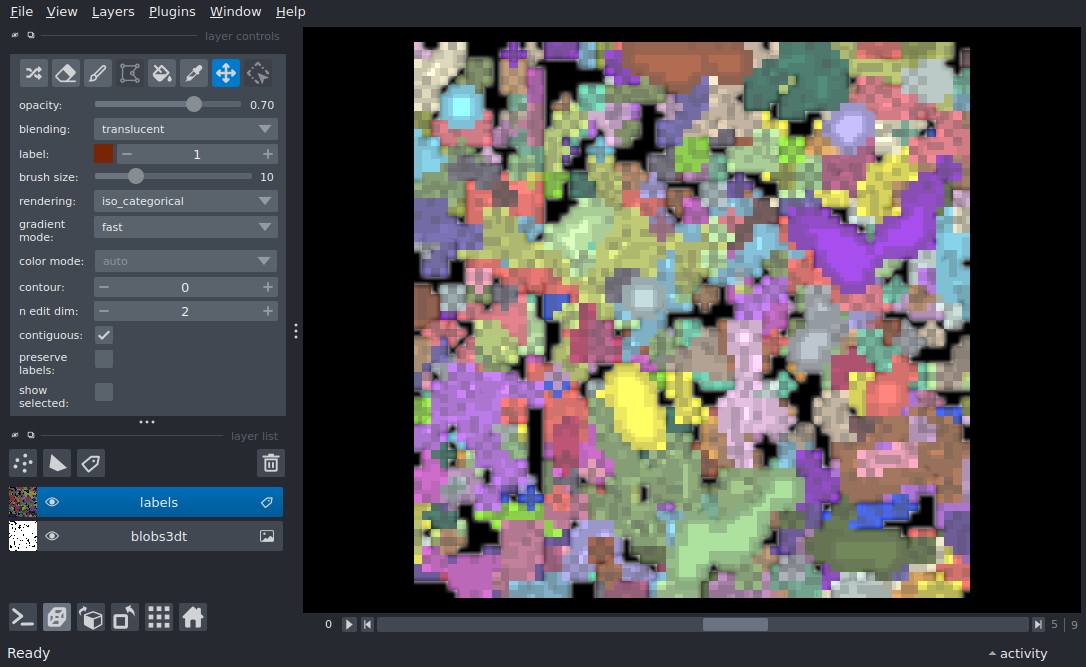 File View Layers Plugins Window Help
layer controls
opacity: 0.70
blending: translucent
label: 1
brush size: 10
rendering: iso_categorical
gradient
mode: fast
color mode: auto
contour: 0
n edit dim: 2
contiguous:
preserve
labels:
show
selected:
layer list
labels
blobs3dt
0 5 9
Ready activity